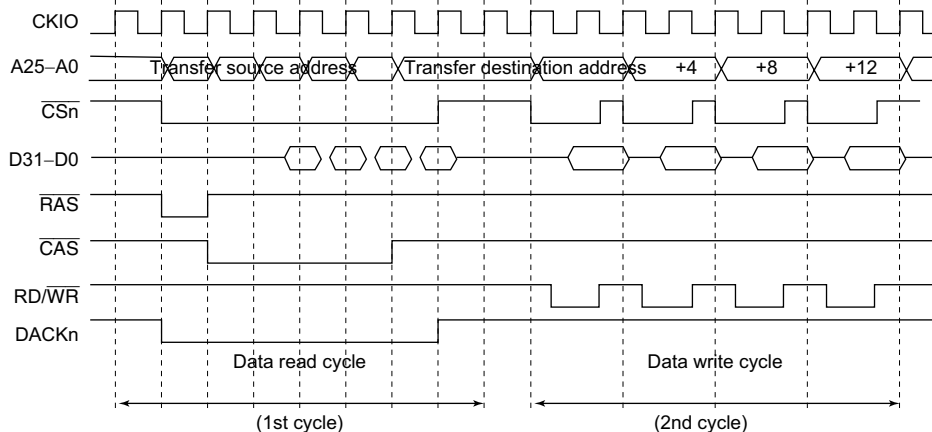 CKIO
A25–A0 Transfer source address Transfer destination address +4 +8 +12
CSn
D31–D0
RAS
CAS
RD/WR
DACKn
Data read cycle Data write cycle
(1st cycle) (2nd cycle)